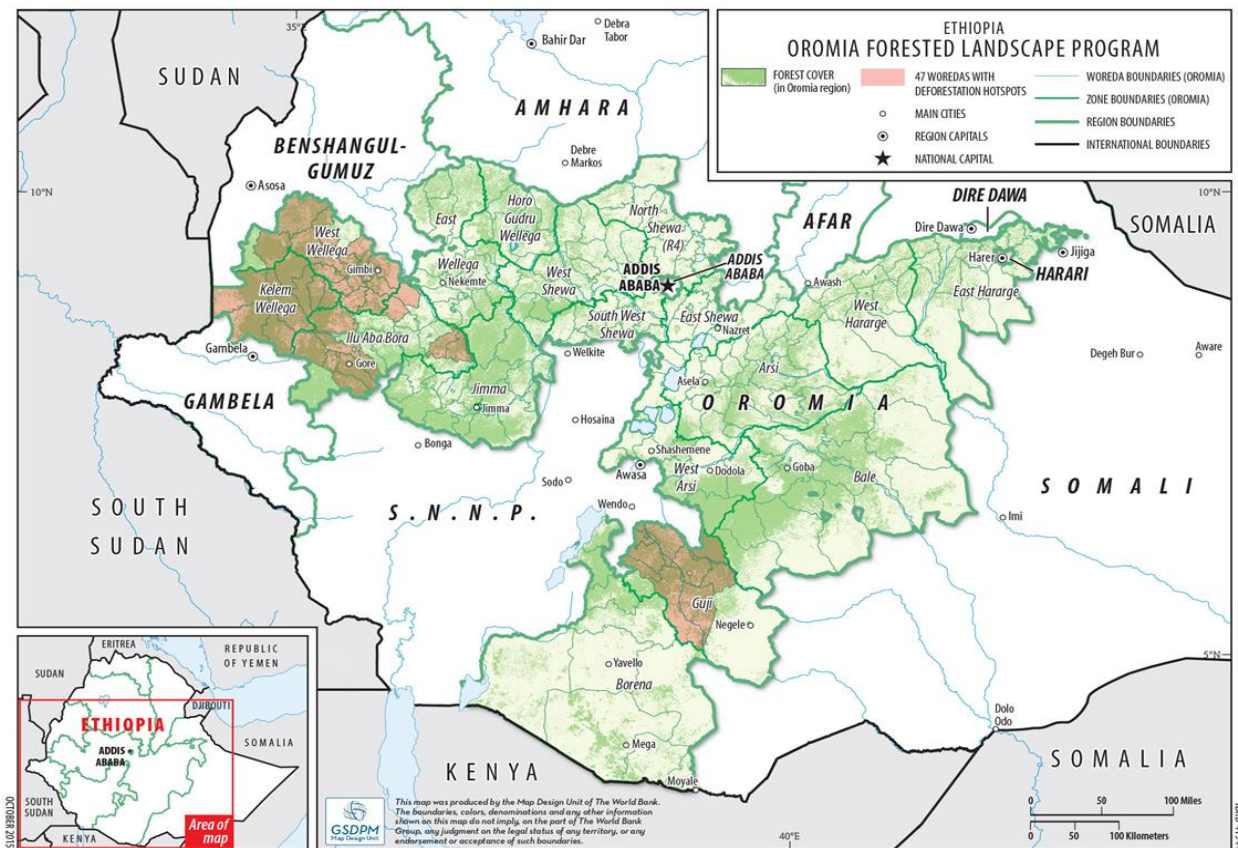 ETHIOPIA
OROMIA FORESTED LANDSCAPE PROGRAM
FOREST COVER
(in Oromia region)
47 WOREDAS WITH
DEFORESTATION HOTSPOTS
MAIN CITIES
REGION CAPITALS
NATIONAL CAPITAL
WOREDA BOUNDARIES (OROMIA)
ZONE BOUNDARIES (OROMIA)
REGION BOUNDARIES
INTERNATIONAL BOUNDARIES
35°E
Debra
Tabor
Bahir Dar
SUDAN
AMHARA
BENSHANGUL-
GUMUZ
Debre
Markos
Asosa
10°N
10°N
DIRE DAWA
SOMALIA
AFAR
Dire Dawa
Jijiga
Harer
HARARI
East Hararge
East
Wellega
Horo
Gudru
Wellega
North
Shewa
(R4)
West
Wellega
Gimbi
Nekemte
West
Shewa
ADDIS
ABABA
ADDIS
ABABA
Awash
Kelem
Wellega
South West
Shewa
East Shewa
Nazret
West
Hararge
Ilu Aba Bora
Gambela
Gore
Welkite
Degeh Bur
Aware
Arsi
Asela
Jimma
Jimma
GAMBELA
OROMIA
Hosaina
Bonga
Shashemene
West
Arsi
Dodola
Goba
Bale
Awasa
Sodo
SOMALI
Wendo
Imi
S.N.N.P.
SOUTH
SUDAN
Guji
Negele
5°N
Yavello
Borena
Mega
Moyale
Dolo
Odo
KENYA
SOMALIA
40°E
ERITREA
REPUBLIC
OF YEMEN
SUDAN
DJIBOUTI
ETHIOPIA
ADDIS
ABABA
SOMALIA
SOUTH
SUDAN
KENYA
Area of
map
OCTOBER 2015
GSDPM
Map Design Unit
This map was produced by the Map Design Unit of The World Bank.
The boundaries, colors, denominations and any other information
shown on this map do not imply, on the part of The World Bank
Group, any judgment on the legal status of any territory, or any
endorsement or acceptance of such boundaries.
0 50 100 Miles
0 50 100 Kilometers